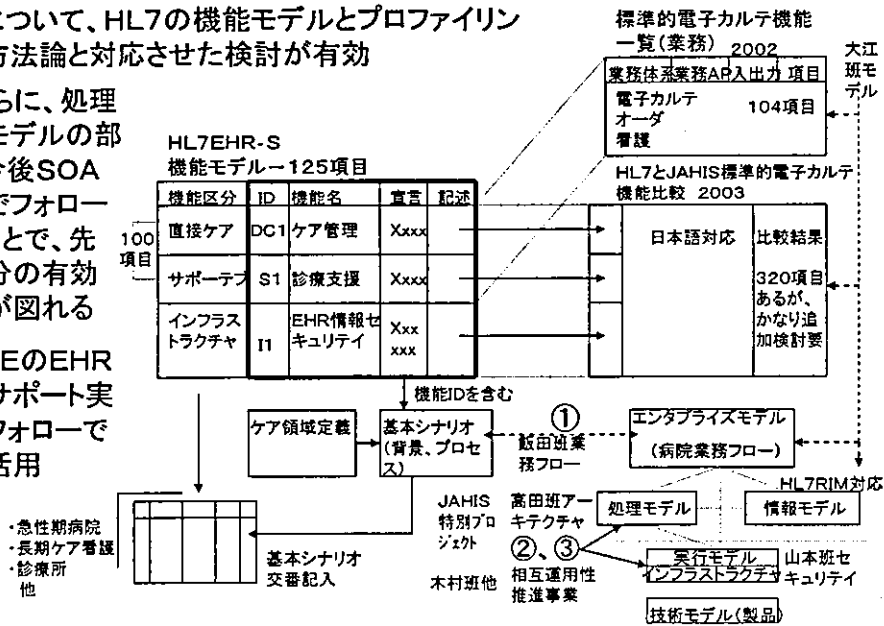 について、HL7の機能モデルとプロファイリン
方法論と対応させた検討が有効
らに、処理
モデルの部
後SOA
でフォロー
ことで、先
分の有効
が図れる
EのEHR
サポート実
フォローで
活用
HL7EHR-S
機能モデルー125項目
機能区分 ID 機能名 宣言 記述
直接ケア DC1 ケア管理 Xxxx
サポーテブ S1 診療支援 Xxxx
インフラス
トラクチャ I1 EHR情報セ
キュリテイ Xxx
xxx
100
項目
標準的電子カルテ機能
一覧(業務) 2002
業務体系 業務AP 入出力 項目
電子カルテ
オーダ
看護
104項目
大江
班モ
デル
HL7とJAHIS標準的電子カルテ
機能比較 2003
日本語対応 比較結果
320項目
あるが、
かなり追
加検討要
機能IDを含む
ケア領域定義
基本シナリオ
(背景、プロセ
ス)
①
飯田班業
務フロー
エンタプライズモデル
(病院業務フロー)
HL7RIM対応
JAHIS
特別プロ
ジェクト
高田班アー
キテクチャ
処理モデル
情報モデル
②、③
木村班他
相互運用性
推進事業
実行モデル
インフラストラクチャ
山本班セ
キュリテイ
技術モデル(製品)
・急性期病院
・長期ケア看護
・診療所
他
基本シナリオ
交番記入